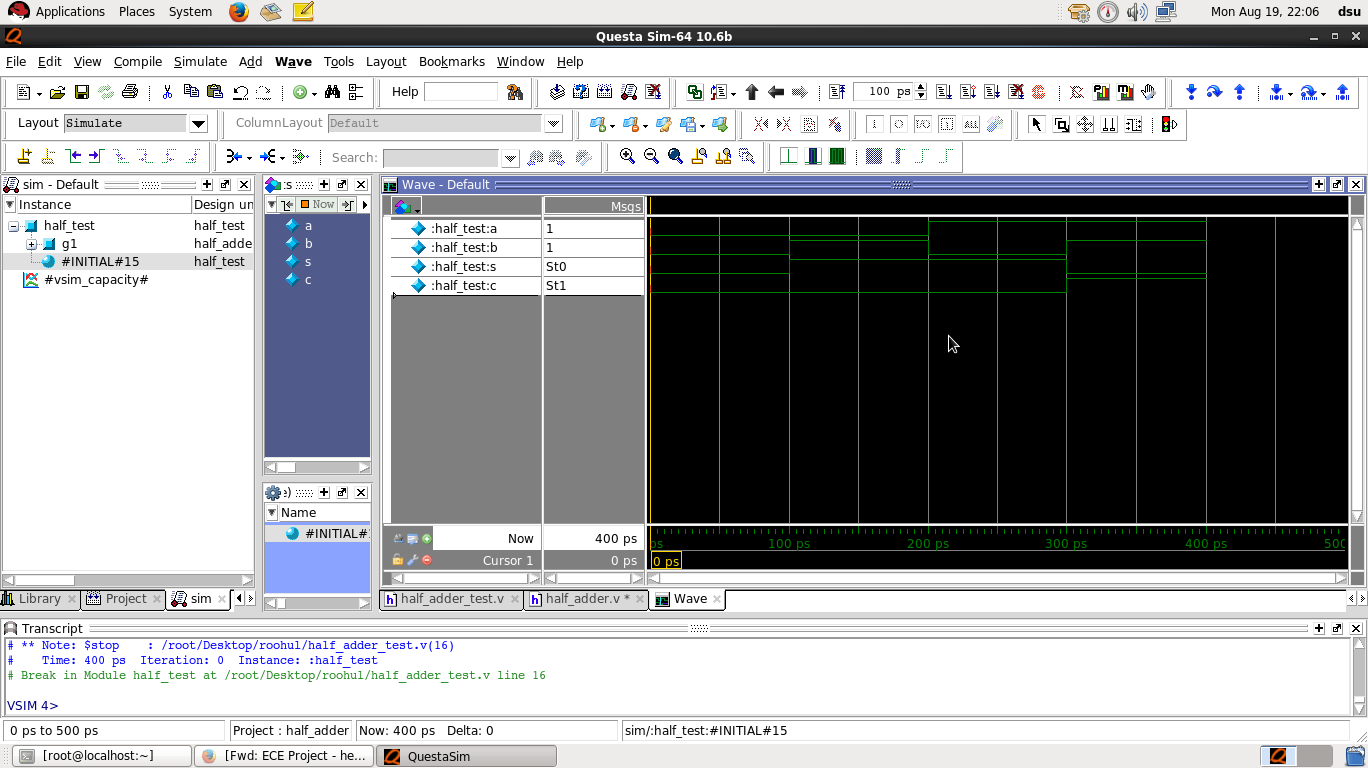 Applications Places System Mon Aug 19, 22:06 dsu
Questa Sim-64 10.6b
File Edit View Compile Simulate Add Wave Tools Layout Bookmarks Window Help
Help 100 ps
Layout Simulate ColumnLayout Default
Search:
sim - Default
Instance Design un
half_test half_test
g1 half_adde
#INITIAL#15 half_test
#vsim_capacity#
:s
Now
a
b
s
c
Name
#INITIAL#
Wave - Default
Msgs
:half_test:a 1
:half_test:b 1
:half_test:s St0
:half_test:c St1
Now 400 ps
Cursor 1 0 ps
ps 100 ps 200 ps 300 ps 400 ps 500
0 ps
Library Project sim
half_adder_test.v half_adder.v * Wave
Transcript
# ** Note: $stop : /root/Desktop/roohul/half_adder_test.v(16)
# Time: 400 ps Iteration: 0 Instance: :half_test
# Break in Module half_test at /root/Desktop/roohul/half_adder_test.v line 16
VSIM 4>
0 ps to 500 ps Project : half_adder Now: 400 ps Delta: 0 sim/:half_test:#INITIAL#15
[root@localhost:~] [Fwd: ECE Project - he... QuestaSim